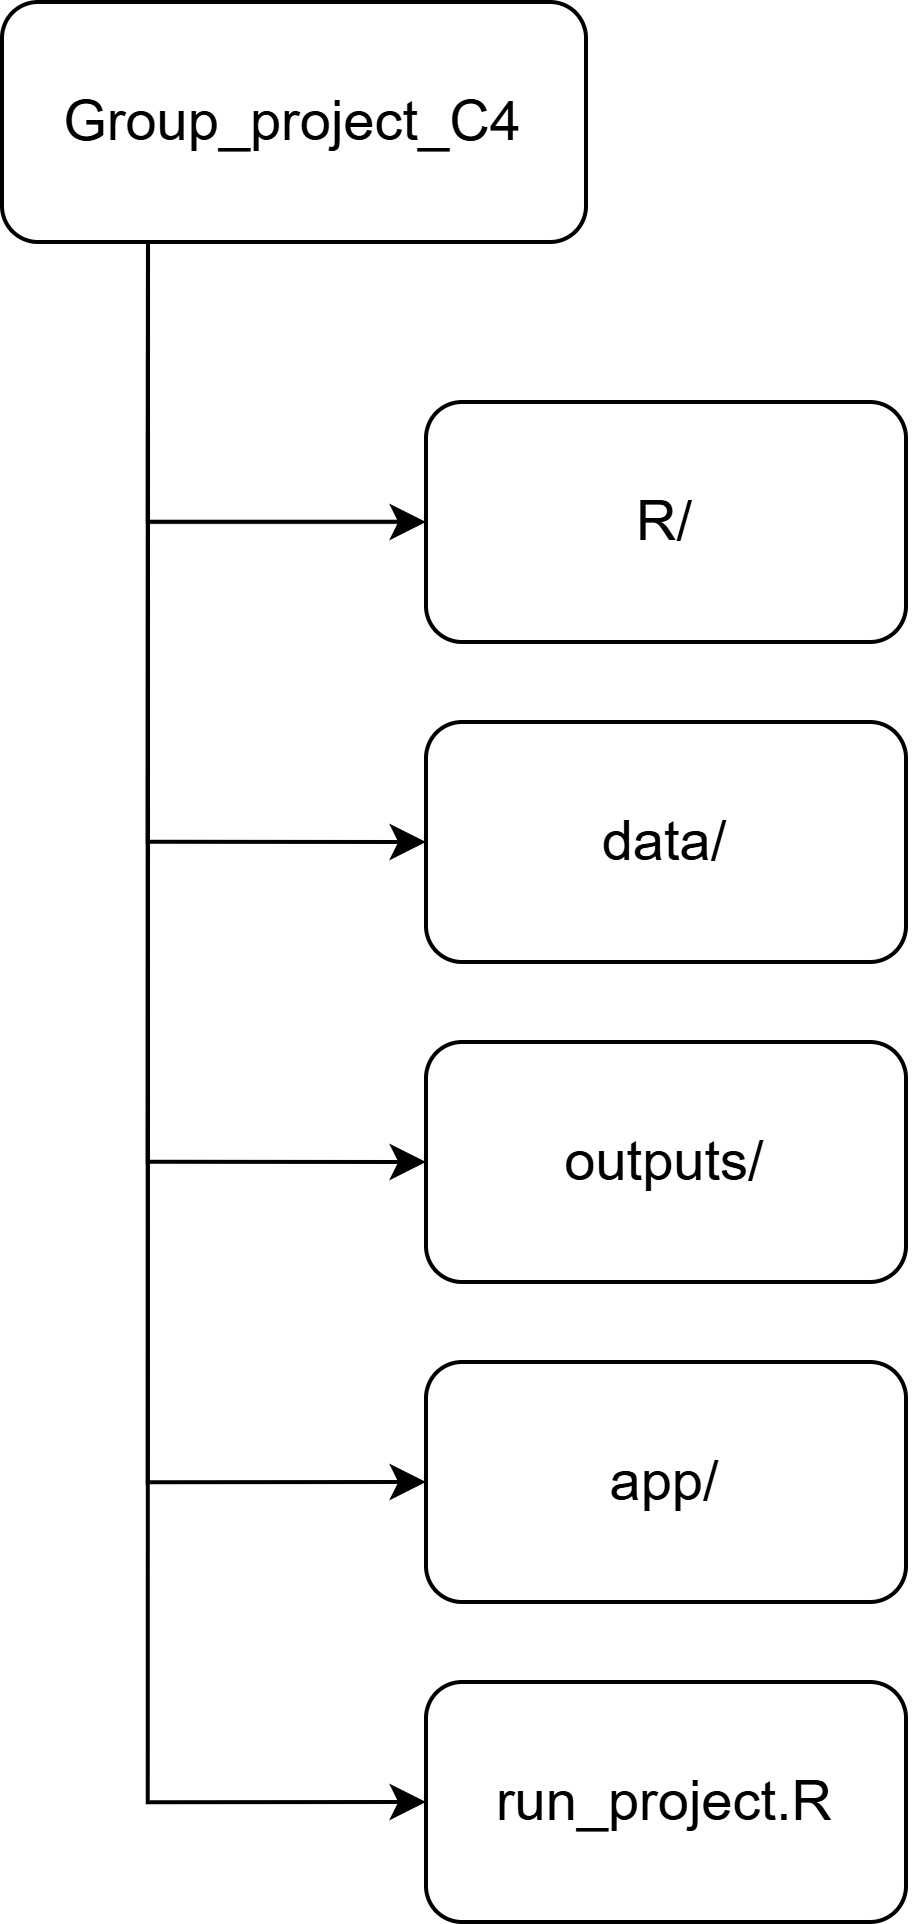 Group_project_C4
R/
data/
outputs/
app/
run_project.R